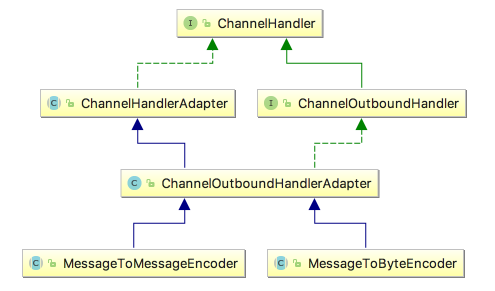 I ChannelHandler
C ChannelHandlerAdapter
I ChannelOutboundHandler
C ChannelOutboundHandlerAdapter
C MessageToMessageEncoder
C MessageToByteEncoder